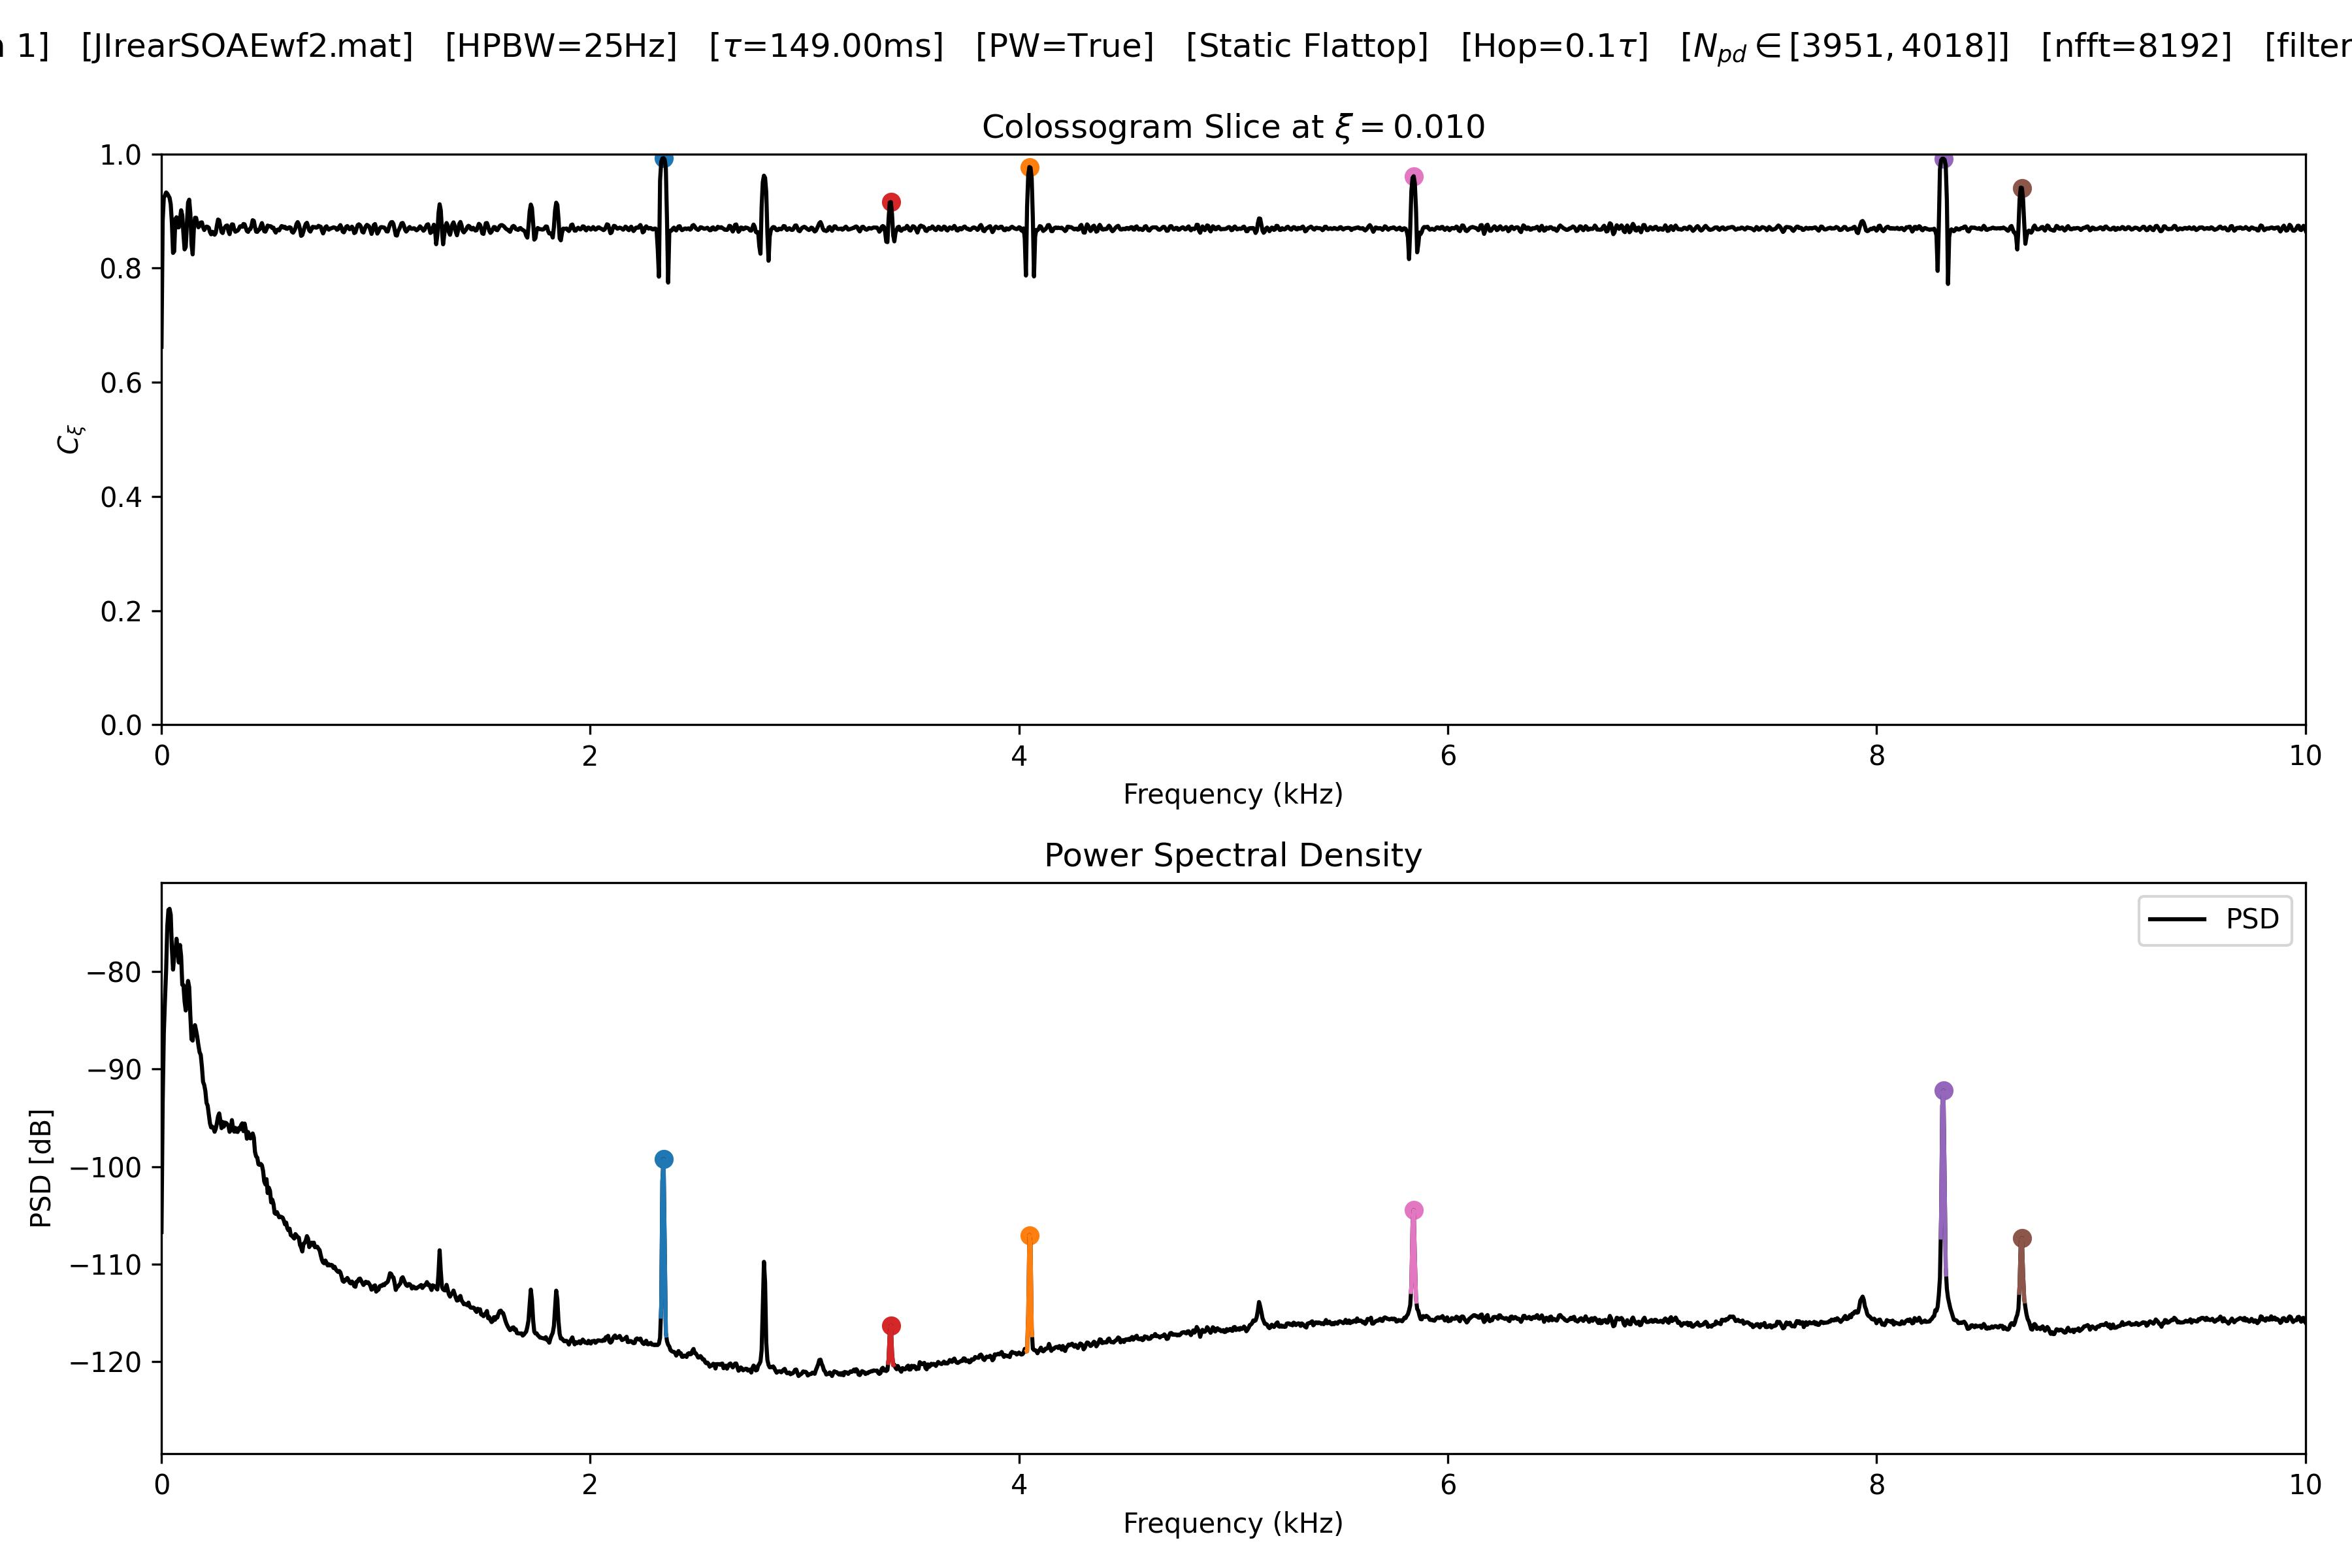 1] [JIrearSOAEwf2.mat] [HPBW=25Hz] [τ=149.00ms] [PW=True] [Static Flattop] [Hop=0.1τ] [N_pd ∈ [3951, 4018]] [nfft=8192] [filter
Colossogram Slice at ξ = 0.010
1.0
0.8
0.6
0.4
0.2
0.0
C_ξ
0 2 4 6 8 10
Frequency (kHz)
Power Spectral Density
PSD
−80
−90
−100
−110
−120
PSD [dB]
0 2 4 6 8 10
Frequency (kHz)